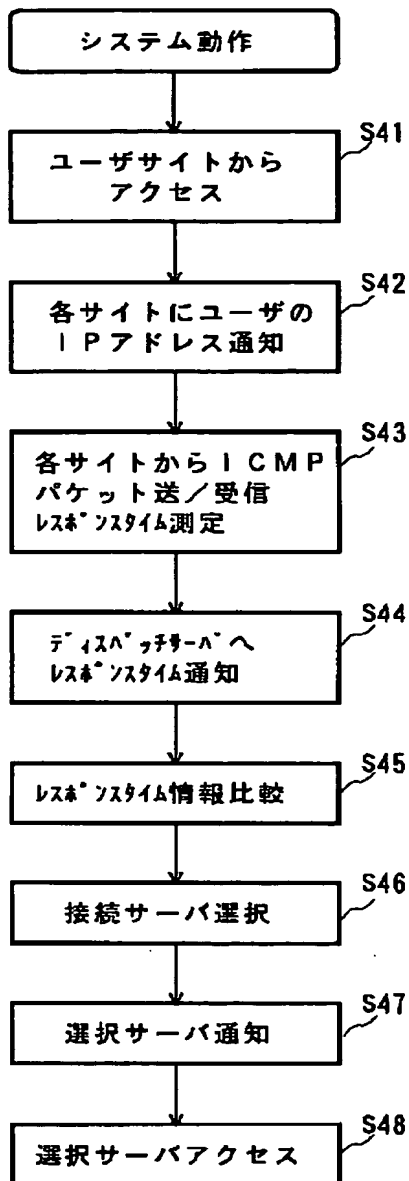 システム動作
S41
ユーザサイトから
アクセス
S42
各サイトにユーザの
IPアドレス通知
S43
各サイトからICMP
パケット送/受信
ﾚｽﾎﾟﾝｽﾀｲﾑ測定
S44
ﾃﾞｨｽﾊﾟｯﾁｻｰﾊﾞへ
ﾚｽﾎﾟﾝｽﾀｲﾑ通知
S45
ﾚｽﾎﾟﾝｽﾀｲﾑ情報比較
S46
接続サーバ選択
S47
選択サーバ通知
S48
選択サーバアクセス